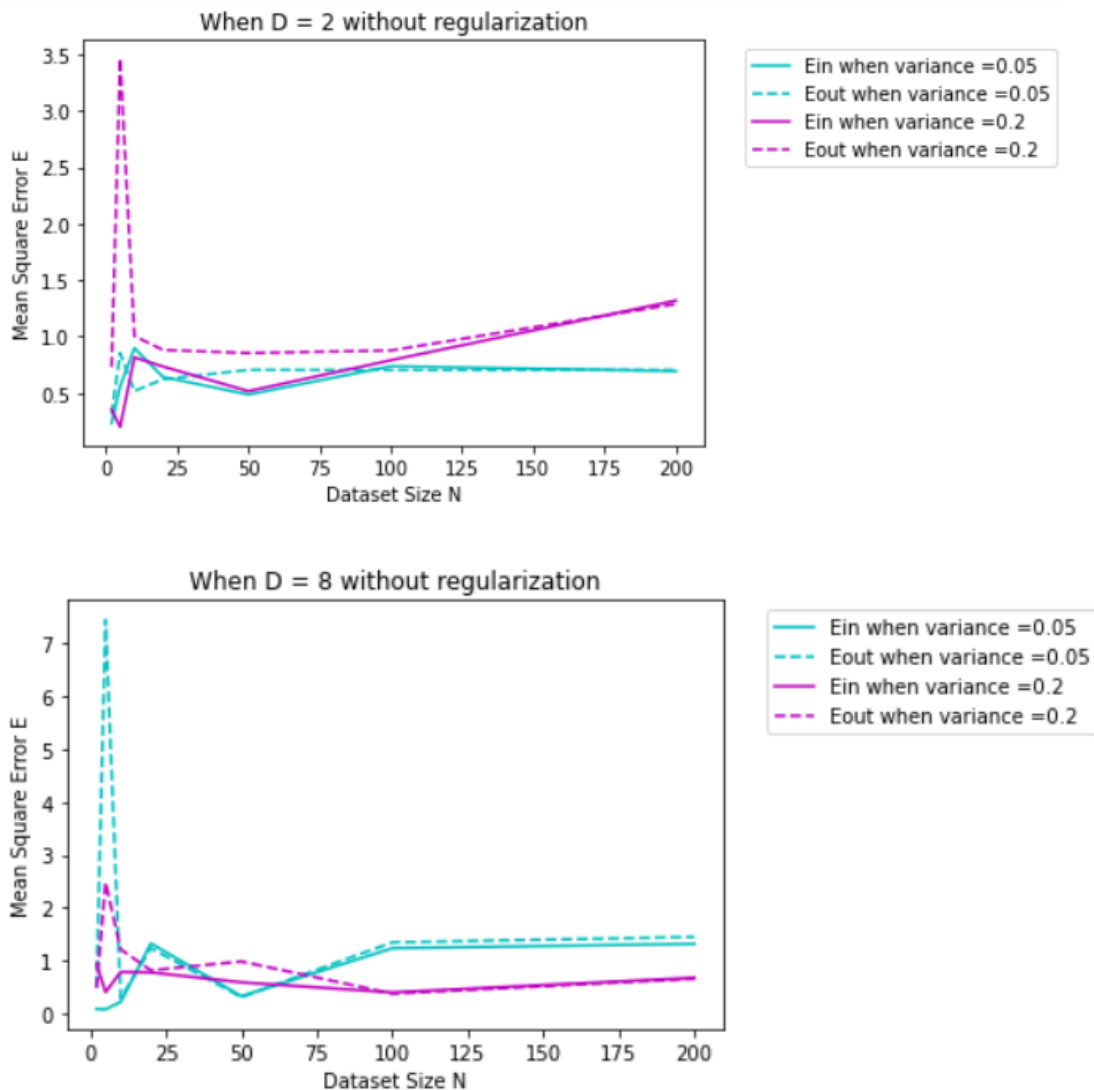 When D = 2 without regularization
3.5
3.0
2.5
2.0
1.5
1.0
0.5
Mean Square Error E
0 25 50 75 100 125 150 175 200
Dataset Size N
Ein when variance =0.05
Eout when variance =0.05
Ein when variance =0.2
Eout when variance =0.2
When D = 8 without regularization
7
6
5
4
3
2
1
0
Mean Square Error E
0 25 50 75 100 125 150 175 200
Dataset Size N
Ein when variance =0.05
Eout when variance =0.05
Ein when variance =0.2
Eout when variance =0.2